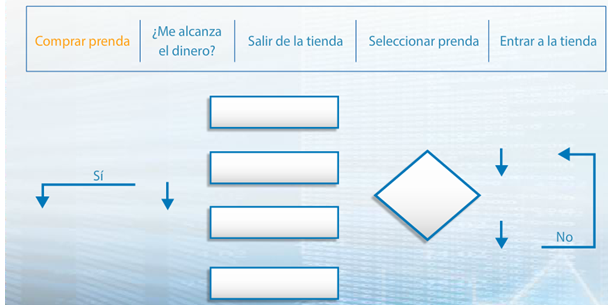 Comprar prenda
¿Me alcanza
el dinero?
Salir de la tienda
Seleccionar prenda
Entrar a la tienda
Sí
No